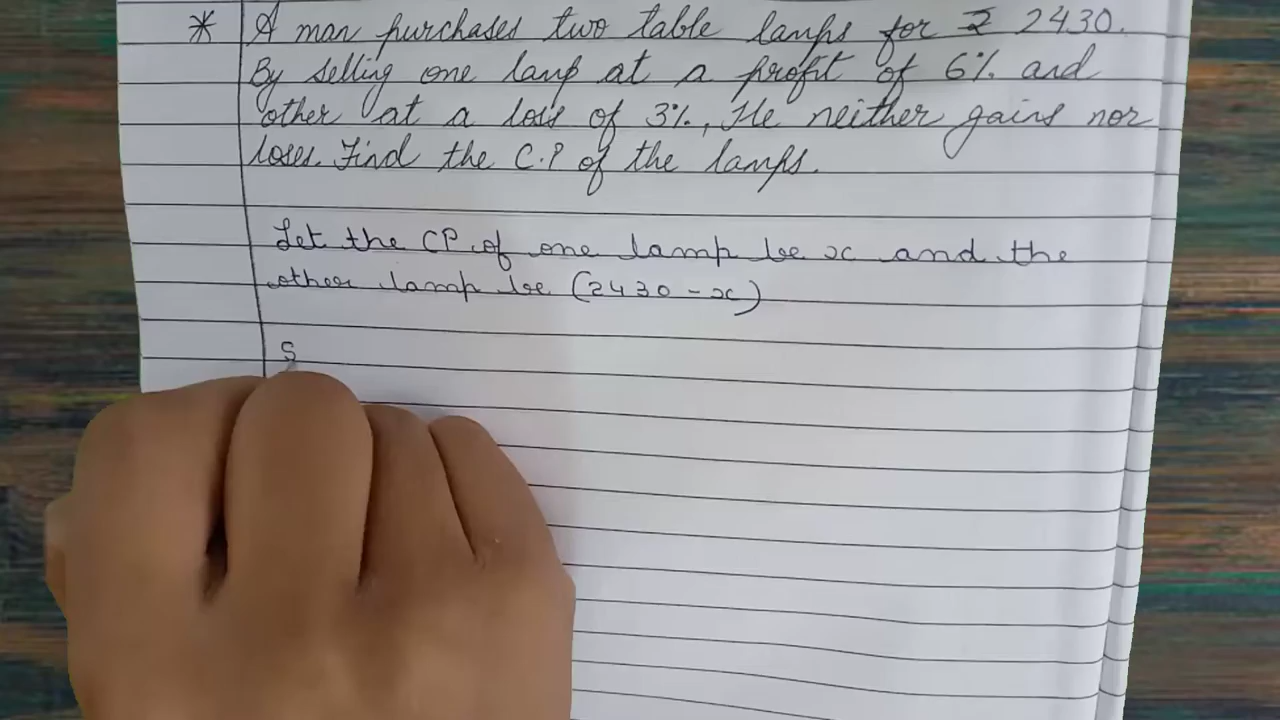 * A man purchases two table lamps for ₹ 2430.
By selling one lamp at a profit of 6% and
other at a loss of 3%, He neither gains nor
loses. Find the C.P of the lamps.
Let the CP of one lamp be x and the
other lamp be (2430 - x)
S